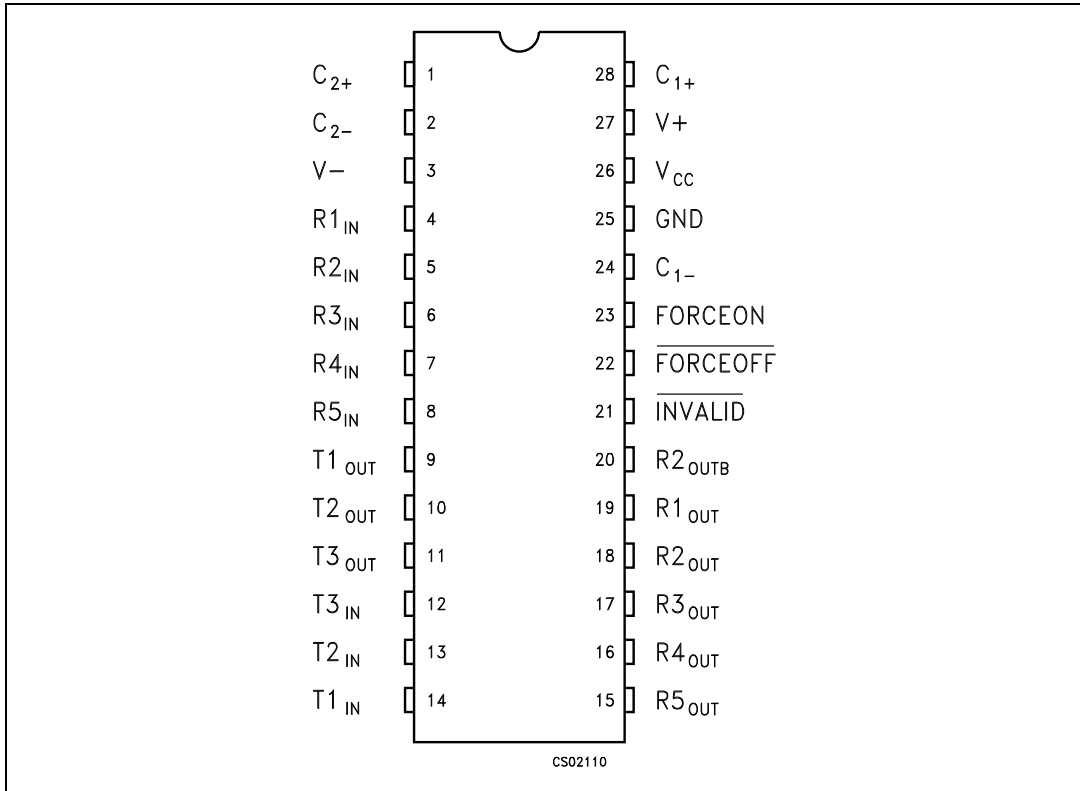 C2+ 1 28 C1+
C2– 2 27 V+
V– 3 26 VCC
R1IN 4 25 GND
R2IN 5 24 C1–
R3IN 6 23 FORCEON
R4IN 7 22 FORCEOFF
R5IN 8 21 INVALID
T1OUT 9 20 R2OUTB
T2OUT 10 19 R1OUT
T3OUT 11 18 R2OUT
T3IN 12 17 R3OUT
T2IN 13 16 R4OUT
T1IN 14 15 R5OUT
CS02110